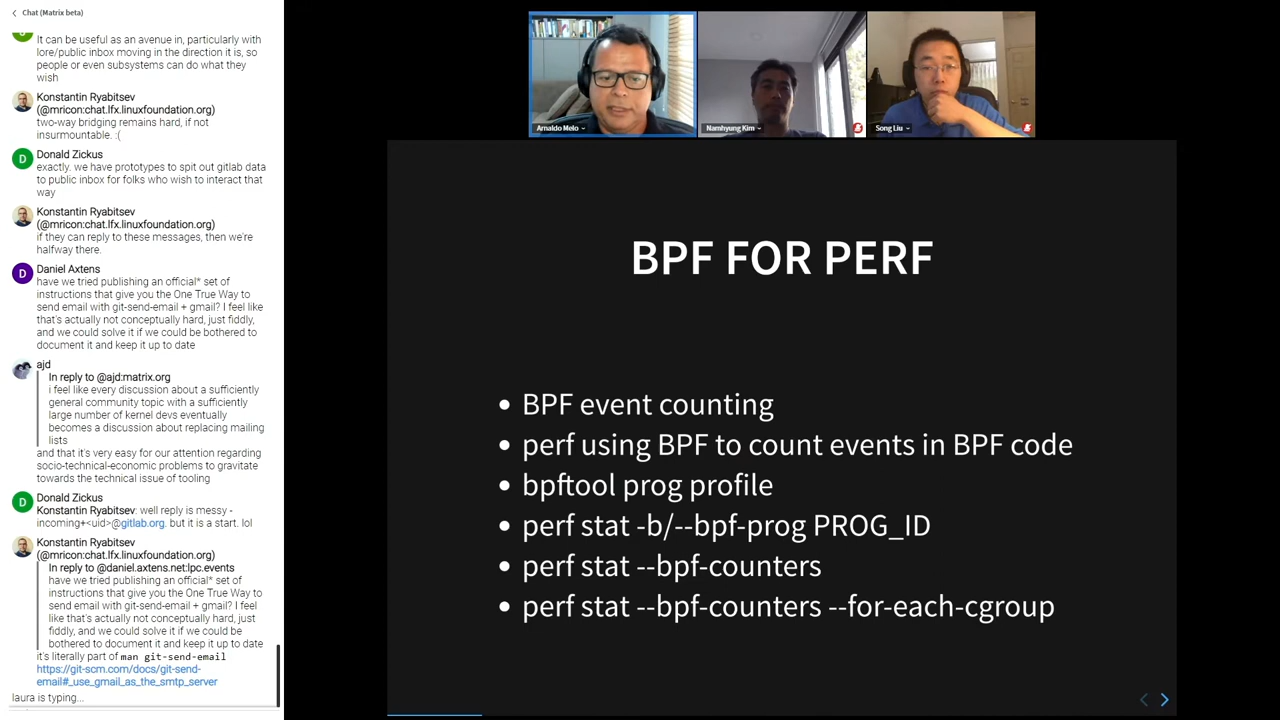 Chat (Matrix beta)
It can be useful as an avenue in, particularly with
lore/public inbox moving in the direction it is, so
people or even subsystems can do what they
wish
Konstantin Ryabitsev
(@mricon:chat.lfx.linuxfoundation.org)
two-way bridging remains hard, if not
insurmountable. :(
D
Donald Zickus
exactly. we have prototypes to spit out gitlab data
to public inbox for folks who wish to interact that
way
Konstantin Ryabitsev
(@mricon:chat.lfx.linuxfoundation.org)
if they can reply to these messages, then we're
halfway there.
D
Daniel Axtens
have we tried publishing an official* set of
instructions that give you the One True Way to
send email with git-send-email + gmail? I feel like
that's actually not conceptually hard, just fiddly,
and we could solve it if we could be bothered to
document it and keep it up to date
ajd
In reply to @ajd:matrix.org
i feel like every discussion about a sufficiently
general community topic with a sufficiently
large number of kernel devs eventually
becomes a discussion about replacing mailing
lists
and that it's very easy for our attention regarding
socio-technical-economic problems to gravitate
towards the technical issue of tooling
D
Donald Zickus
Konstantin Ryabitsev: well reply is messy -
incoming+<uid>@gitlab.org. but it is a start. lol
Konstantin Ryabitsev
(@mricon:chat.lfx.linuxfoundation.org)
In reply to @daniel.axtens.net:lpc.events
have we tried publishing an official* set of
instructions that give you the One True Way to
send email with git-send-email + gmail? I feel
like that's actually not conceptually hard, just
fiddly, and we could solve it if we could be
bothered to document it and keep it up to date
it's literally part of man git-send-email
https://git-scm.com/docs/git-send-
email#_use_gmail_as_the_smtp_server
laura is typing...
Arnaldo Melo
Namhyung Kim
Song Liu
BPF FOR PERF
• BPF event counting
• perf using BPF to count events in BPF code
• bpftool prog profile
• perf stat -b/--bpf-prog PROG_ID
• perf stat --bpf-counters
• perf stat --bpf-counters --for-each-cgroup